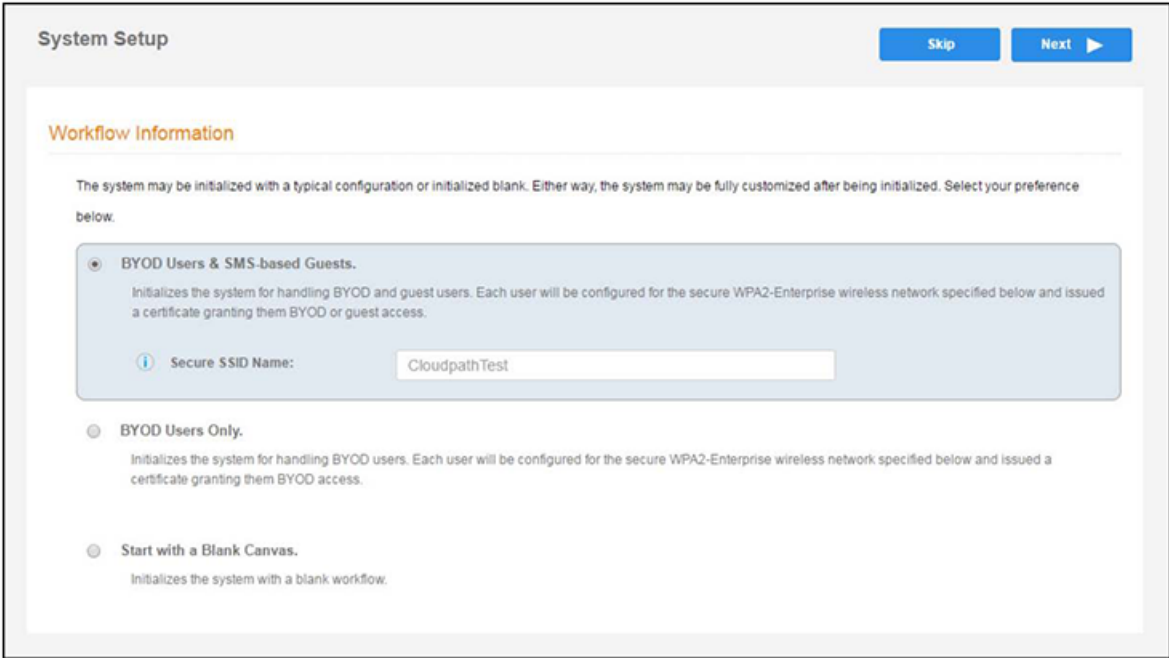 System Setup
Skip
Next
Workflow Information
The system may be initialized with a typical configuration or initialized blank. Either way, the system may be fully customized after being initialized. Select your preference
below.
BYOD Users & SMS-based Guests.
Initializes the system for handling BYOD and guest users. Each user will be configured for the secure WPA2-Enterprise wireless network specified below and issued
a certificate granting them BYOD or guest access.
Secure SSID Name:
CloudpathTest
BYOD Users Only.
Initializes the system for handling BYOD users. Each user will be configured for the secure WPA2-Enterprise wireless network specified below and issued a
certificate granting them BYOD access.
Start with a Blank Canvas.
Initializes the system with a blank workflow.